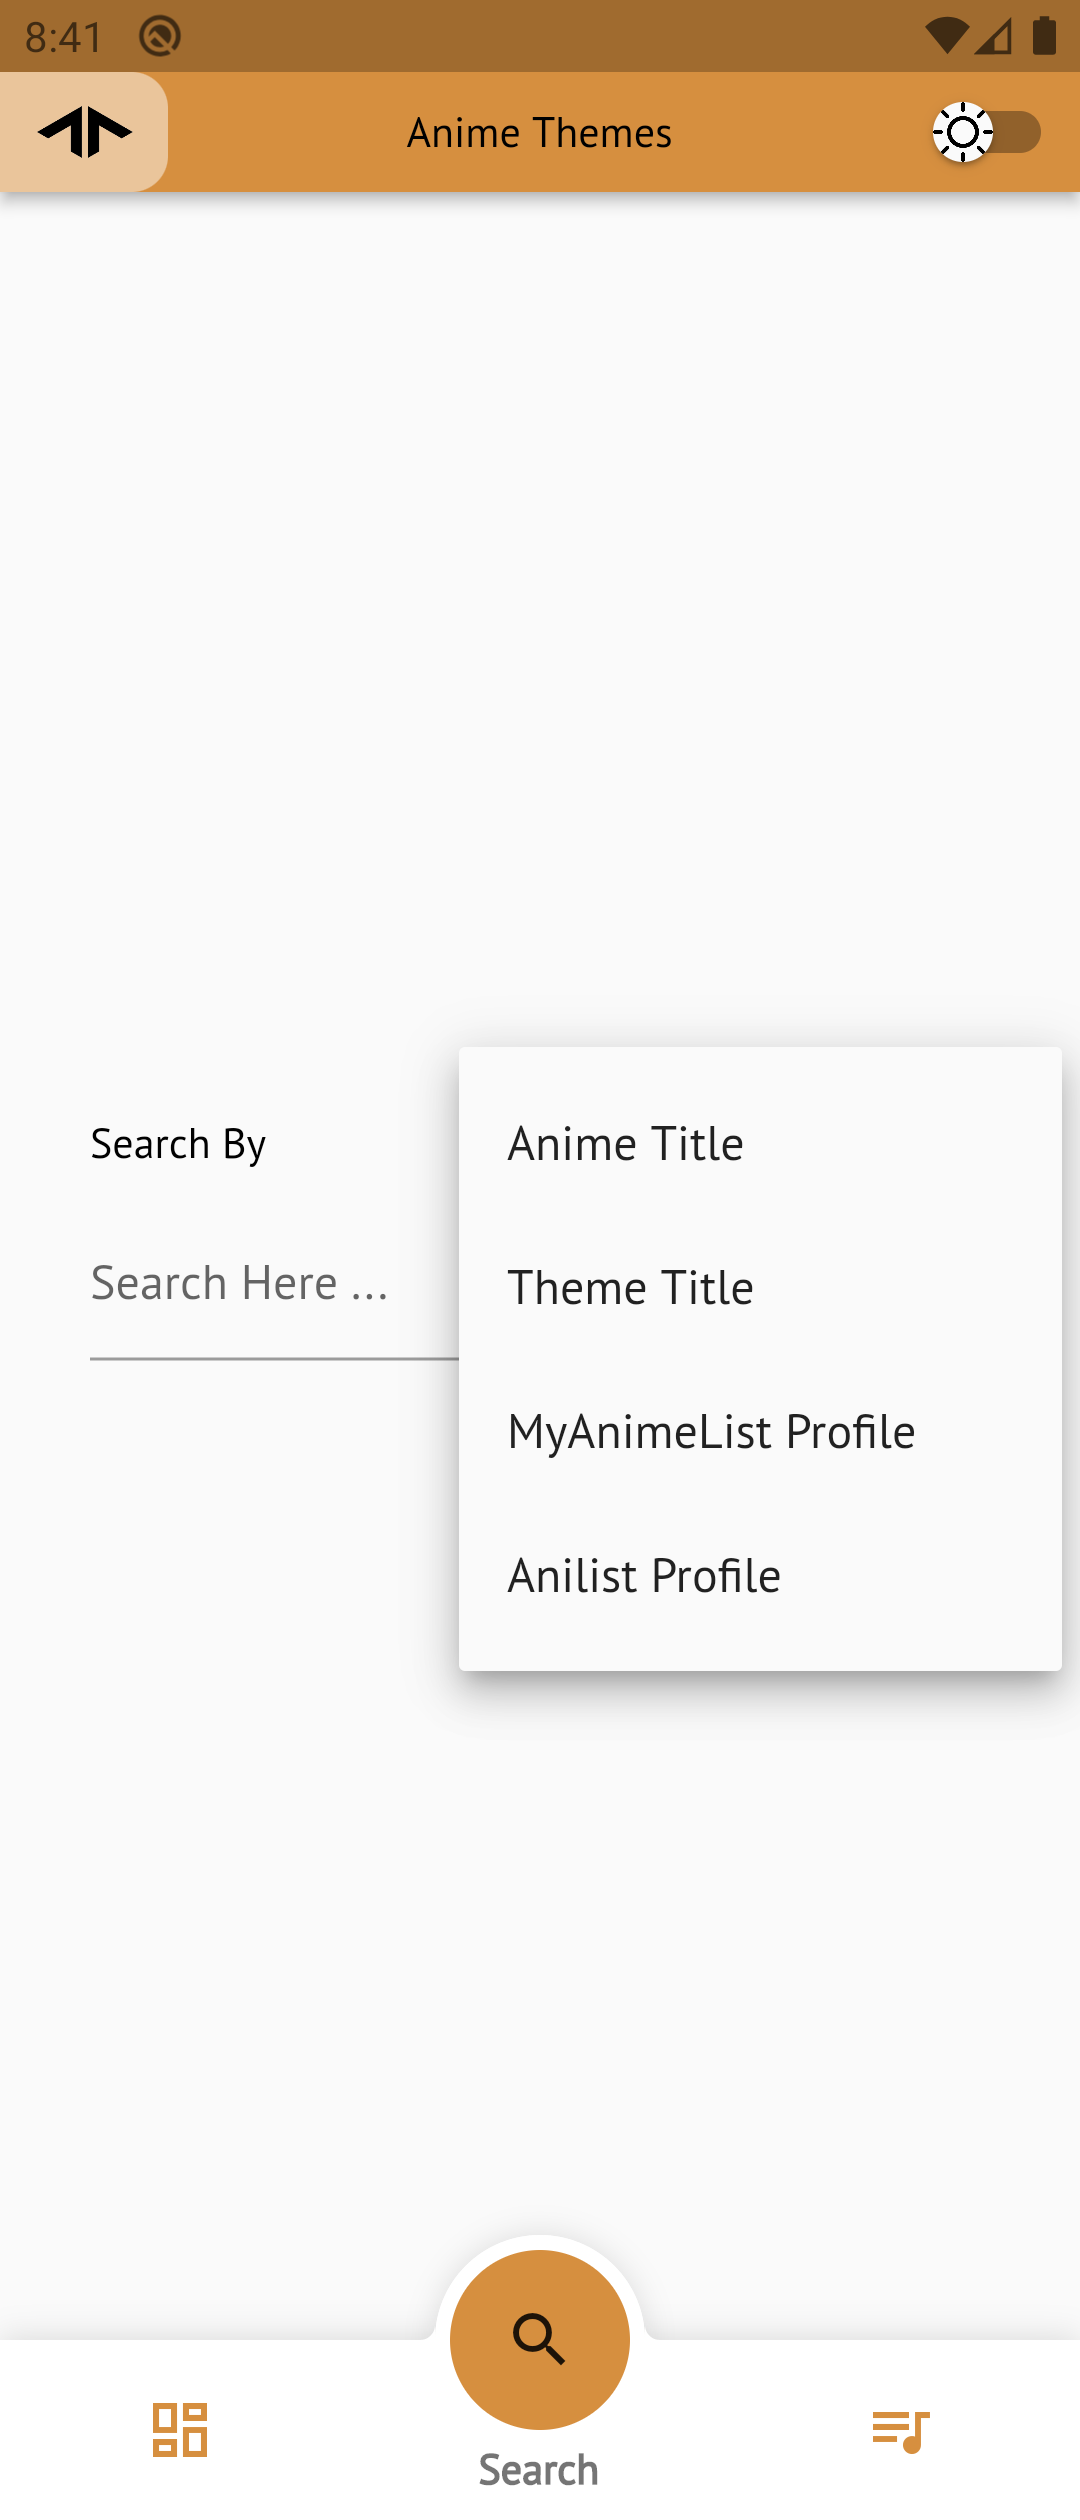 8:41
Anime Themes
Search By
Anime Title
Search Here ...
Theme Title
MyAnimeList Profile
Anilist Profile
Search